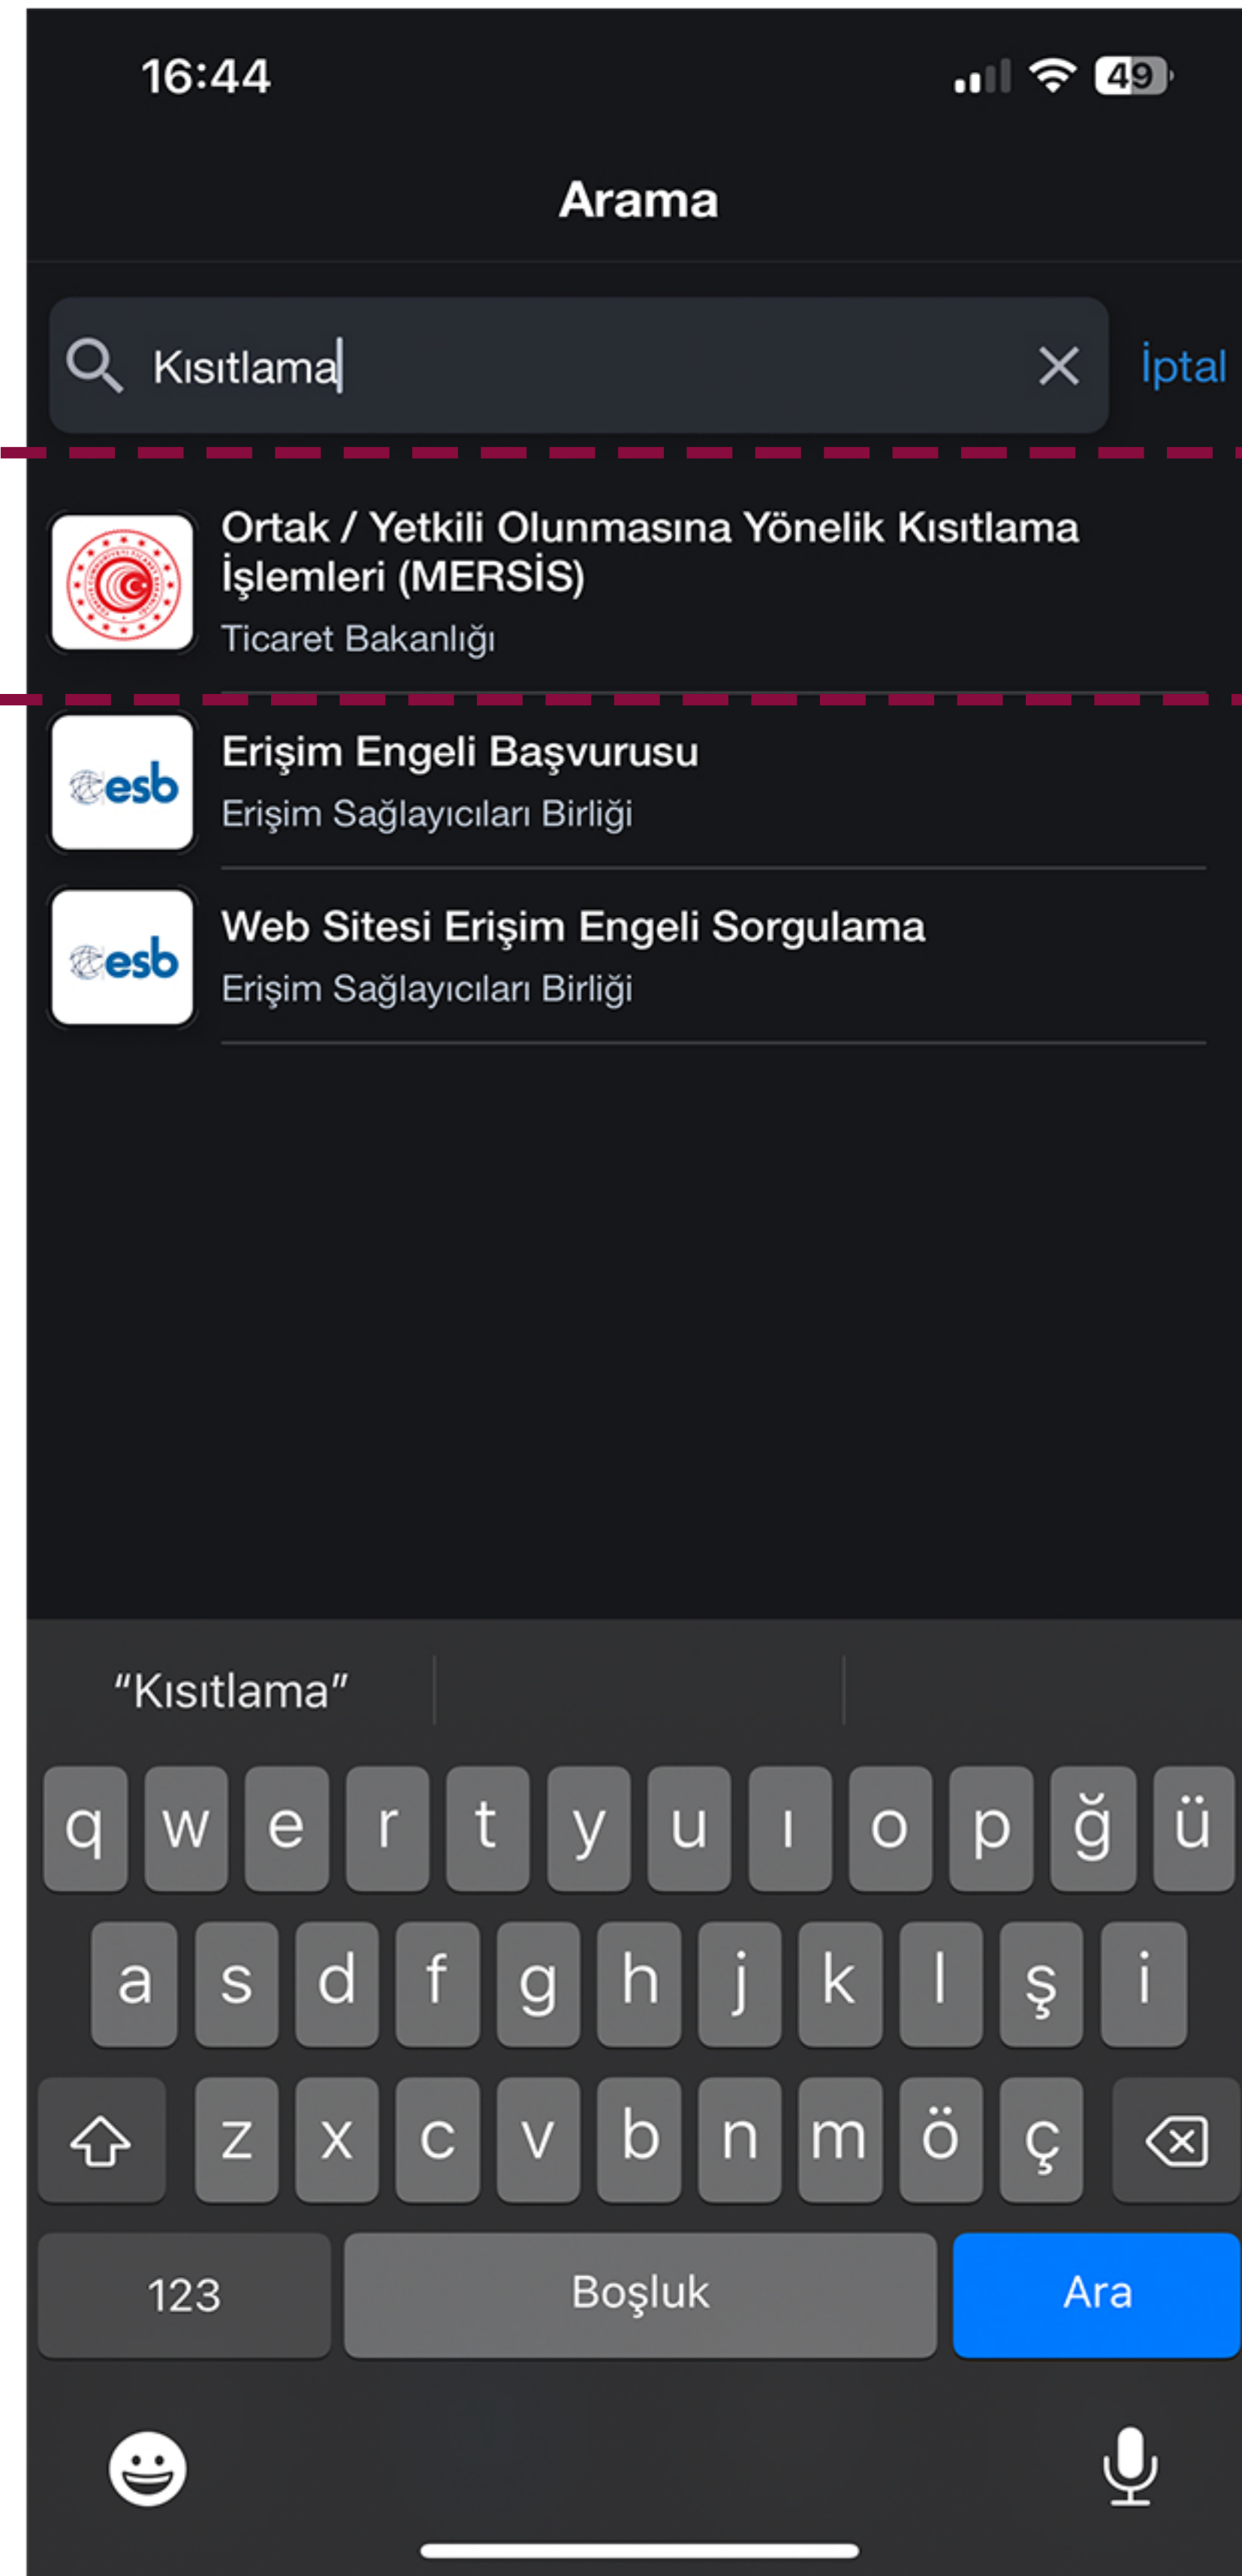 16:44
49
Arama
Kısıtlama
İptal
Ortak / Yetkili Olunmasına Yönelik Kısıtlama
İşlemleri (MERSİS)
Ticaret Bakanlığı
esb
Erişim Engeli Başvurusu
Erişim Sağlayıcıları Birliği
esb
Web Sitesi Erişim Engeli Sorgulama
Erişim Sağlayıcıları Birliği
“Kısıtlama”
q w e r t y u ı o p ğ ü
a s d f g h j k l ş i
z x c v b n m ö ç
123 Boşluk Ara